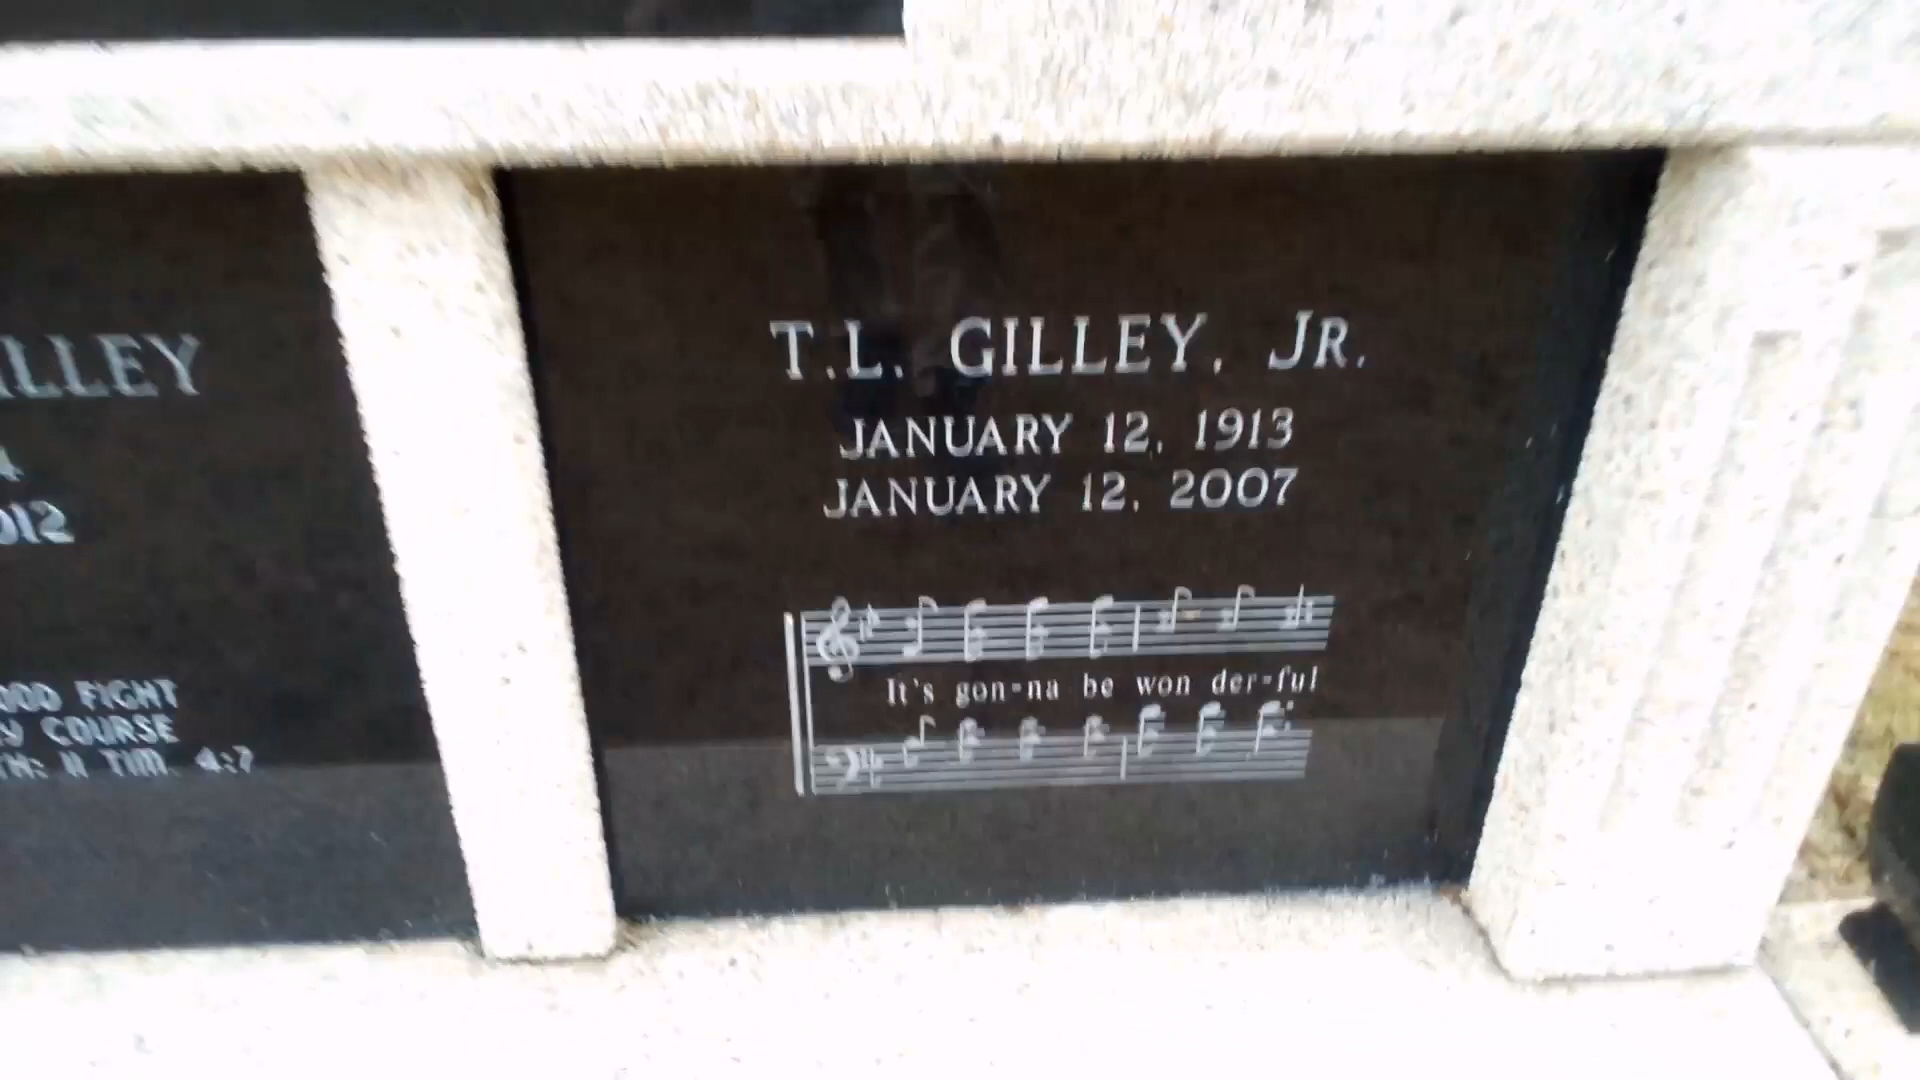 ILLEY
012
FIGHT
COURSE
II TIM. 4:7
T.L. GILLEY, JR.
JANUARY 12, 1913
JANUARY 12, 2007
It's gon-na be won der-ful